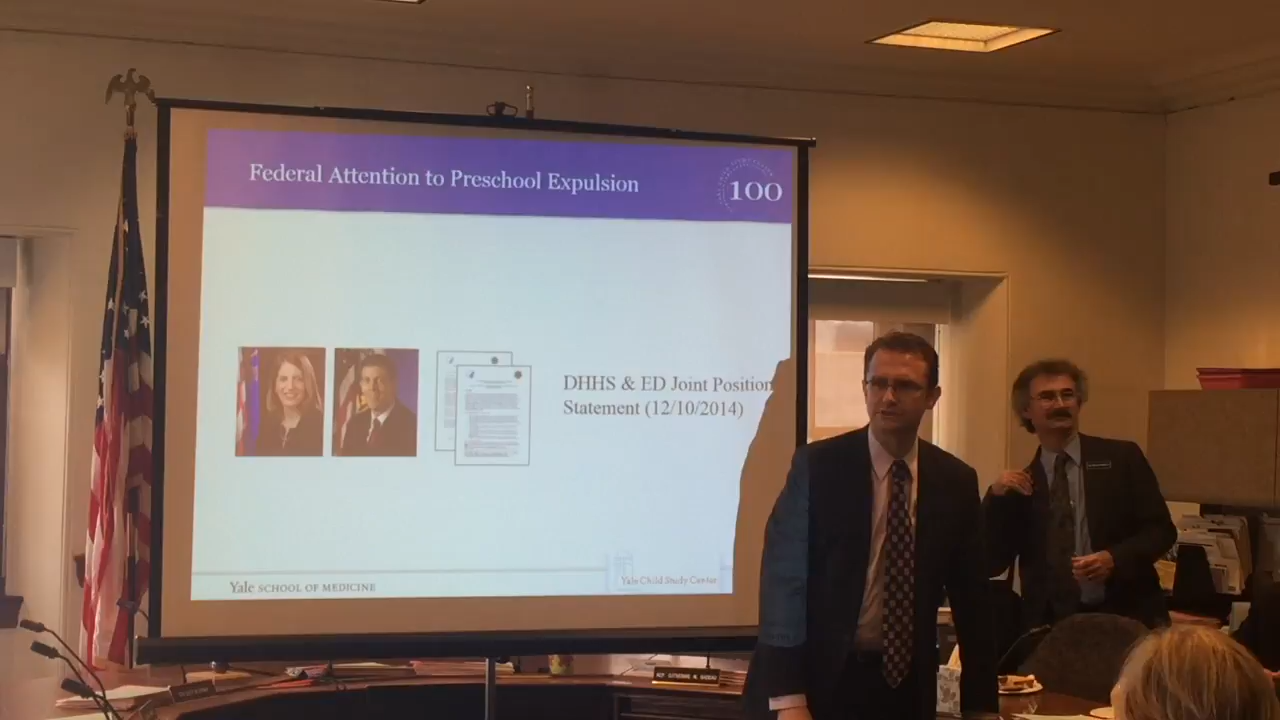 Federal Attention to Preschool Expulsion
100
DHHS & ED Joint Position
Statement (12/10/2014)
Yale SCHOOL OF MEDICINE
Yale Child Study Center